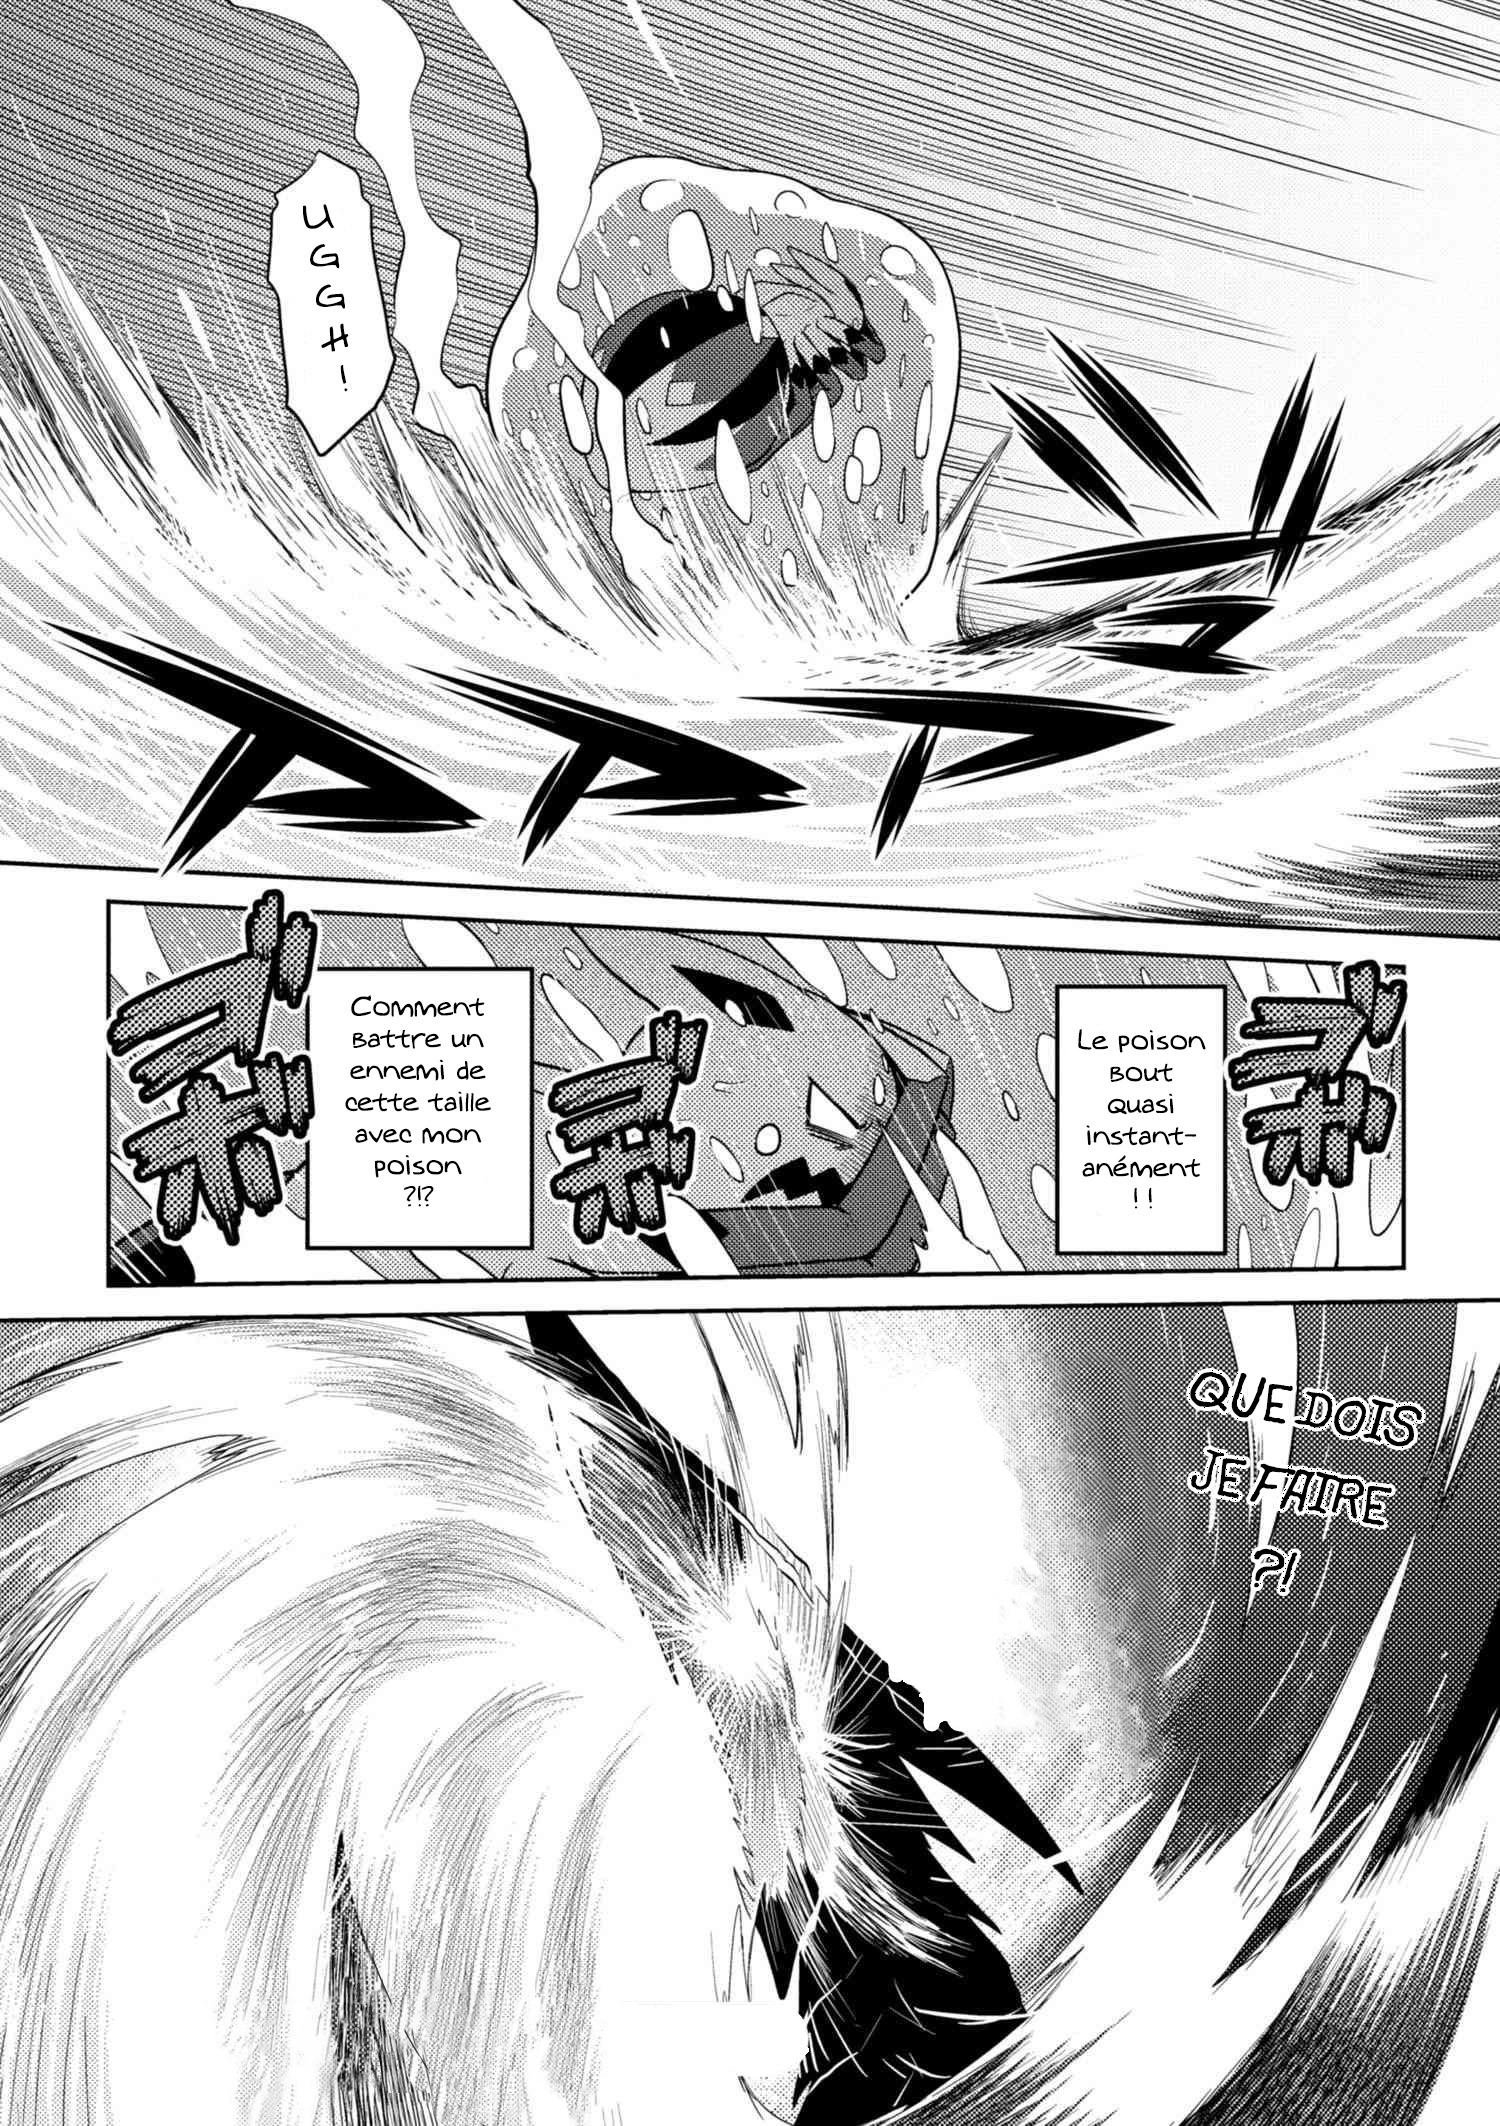 UGGH!
Le poison
bout
quasi
instant-
anément
!!
Comment
battre un
ennemi de
cette taille
avec mon
poison
?!?
QUE DOIS
JE FAIRE
?!